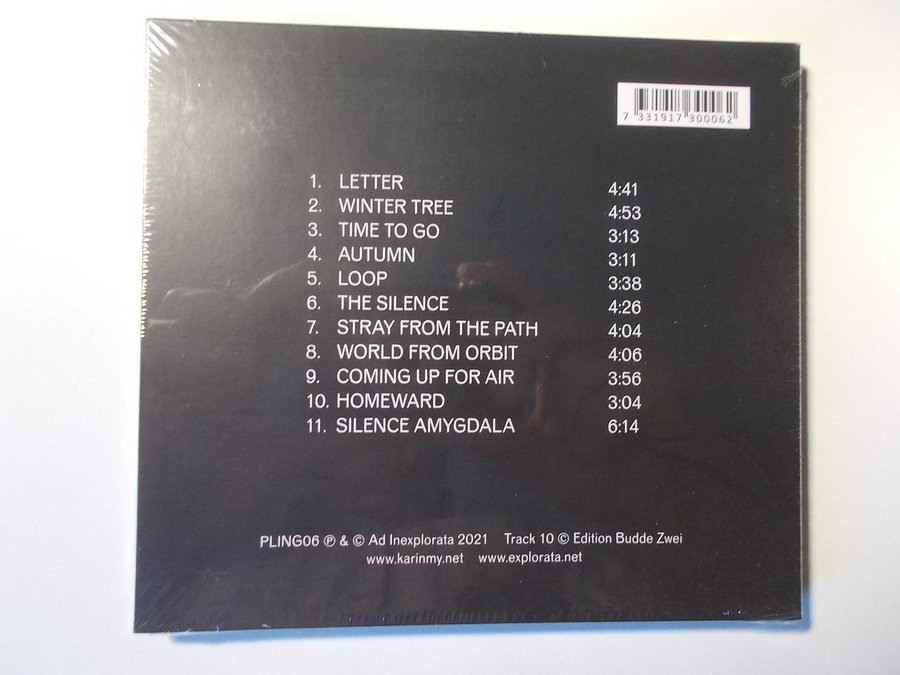 7 331917 300062
1. LETTER 4:41
2. WINTER TREE 4:53
3. TIME TO GO 3:13
4. AUTUMN 3:11
5. LOOP 3:38
6. THE SILENCE 4:26
7. STRAY FROM THE PATH 4:04
8. WORLD FROM ORBIT 4:06
9. COMING UP FOR AIR 3:56
10. HOMEWARD 3:04
11. SILENCE AMYGDALA 6:14
PLING06 ℗ & © Ad Inexplorata 2021 Track 10 © Edition Budde Zwei
www.karinmy.net www.explorata.net